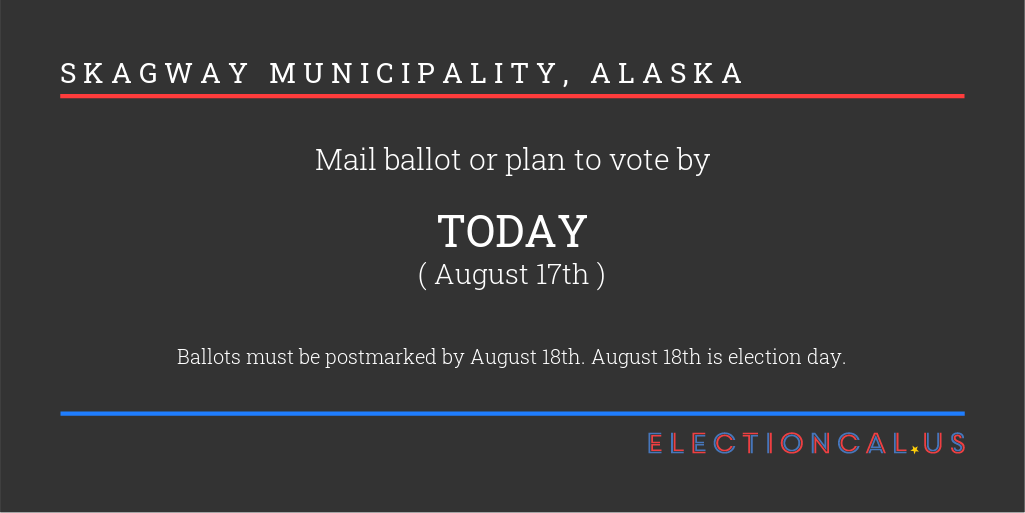 SKAGWAY MUNICIPALITY, ALASKA
Mail ballot or plan to vote by
TODAY
( August 17th )
Ballots must be postmarked by August 18th. August 18th is election day.
ELECTIONCAL.US